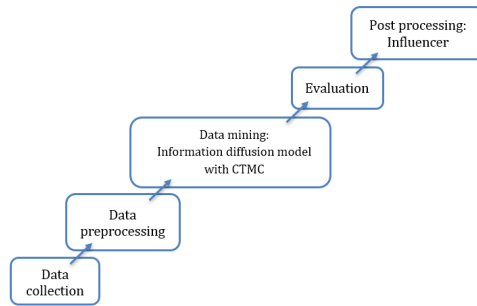 Post processing:
Influencer
Evaluation
Data mining:
Information diffusion model
with CTMC
Data
preprocessing
Data
collection